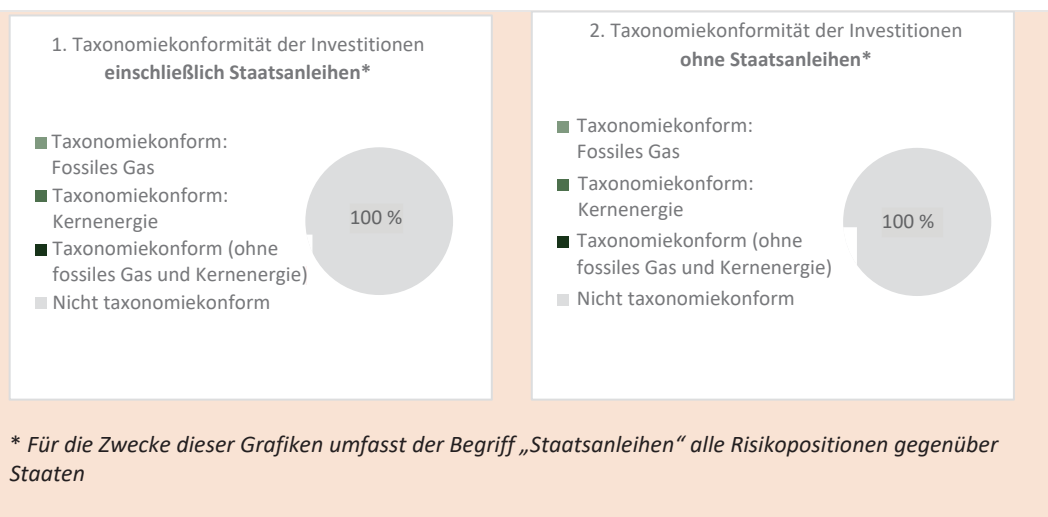 1. Taxonomiekonformität der Investitionen
einschließlich Staatsanleihen*
Taxonomiekonform:
Fossiles Gas
Taxonomiekonform:
Kernenergie
Taxonomiekonform (ohne
fossiles Gas und Kernenergie)
Nicht taxonomiekonform
100 %
2. Taxonomiekonformität der Investitionen
ohne Staatsanleihen*
Taxonomiekonform:
Fossiles Gas
Taxonomiekonform:
Kernenergie
Taxonomiekonform (ohne
fossiles Gas und Kernenergie)
Nicht taxonomiekonform
100 %
* Für die Zwecke dieser Grafiken umfasst der Begriff „Staatsanleihen“ alle Risikopositionen gegenüber
Staaten